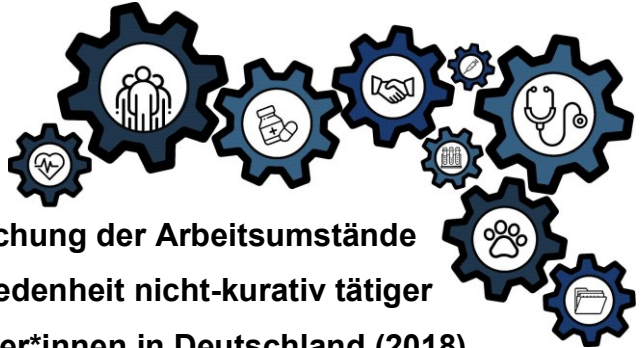 chung der Arbeitsumstände
edenheit nicht-kurativ tätiger
er*innen in Deutschland (2018)